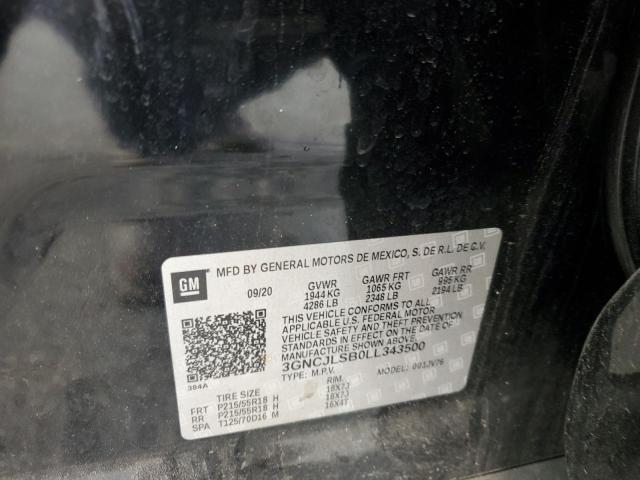 GM
MFD BY GENERAL MOTORS DE MEXICO, S. DE R.L. DE C.V.
09/20 GVWR GAWR FRT GAWR RR
1944 KG 1065 KG 995 KG
4286 LB 2348 LB 2194 LB
THIS VEHICLE CONFORMS TO ALL
APPLICABLE U.S. FEDERAL MOTOR
VEHICLE SAFETY AND THEFT PREVENTION
STANDARDS IN EFFECT ON THE DATE OF
MANUFACTURE SHOWN ABOVE.
3GNCJLSB0LL343500
TYPE: M.P.V. MODEL:
384A
TIRE SIZE RIM
FRT P215/55R18 H 18X7J
RR P215/55R18 H 18X7J
SPA T125/70D16 M 16X4T